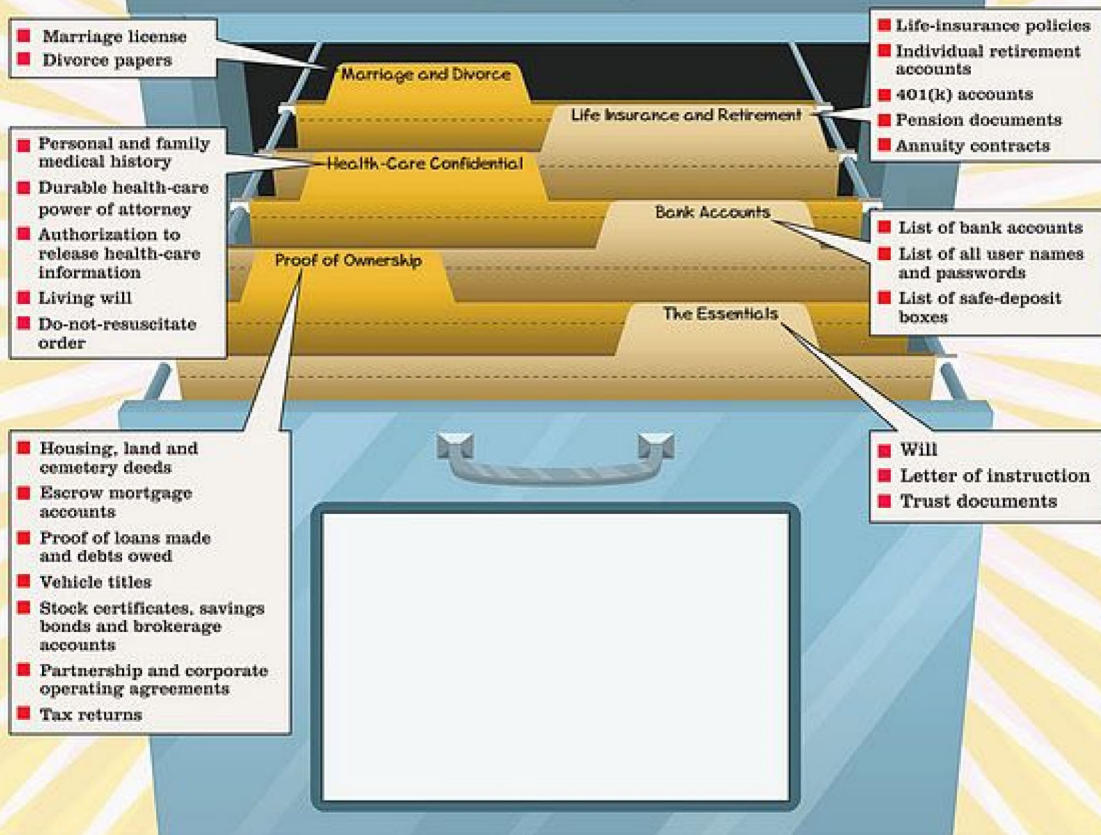 Marriage license
Divorce papers
Marriage and Divorce
Life-insurance policies
Individual retirement
accounts
401(k) accounts
Pension documents
Annuity contracts
Life Insurance and Retirement
Personal and family
medical history
Durable health-care
power of attorney
Authorization to
release health-care
information
Living will
Do-not-resuscitate
order
Health-Care Confidential
Bank Accounts
List of bank accounts
List of all user names
and passwords
List of safe-deposit
boxes
Proof of Ownership
The Essentials
Housing, land and
cemetery deeds
Escrow mortgage
accounts
Proof of loans made
and debts owed
Vehicle titles
Stock certificates, savings
bonds and brokerage
accounts
Partnership and corporate
operating agreements
Tax returns
Will
Letter of instruction
Trust documents